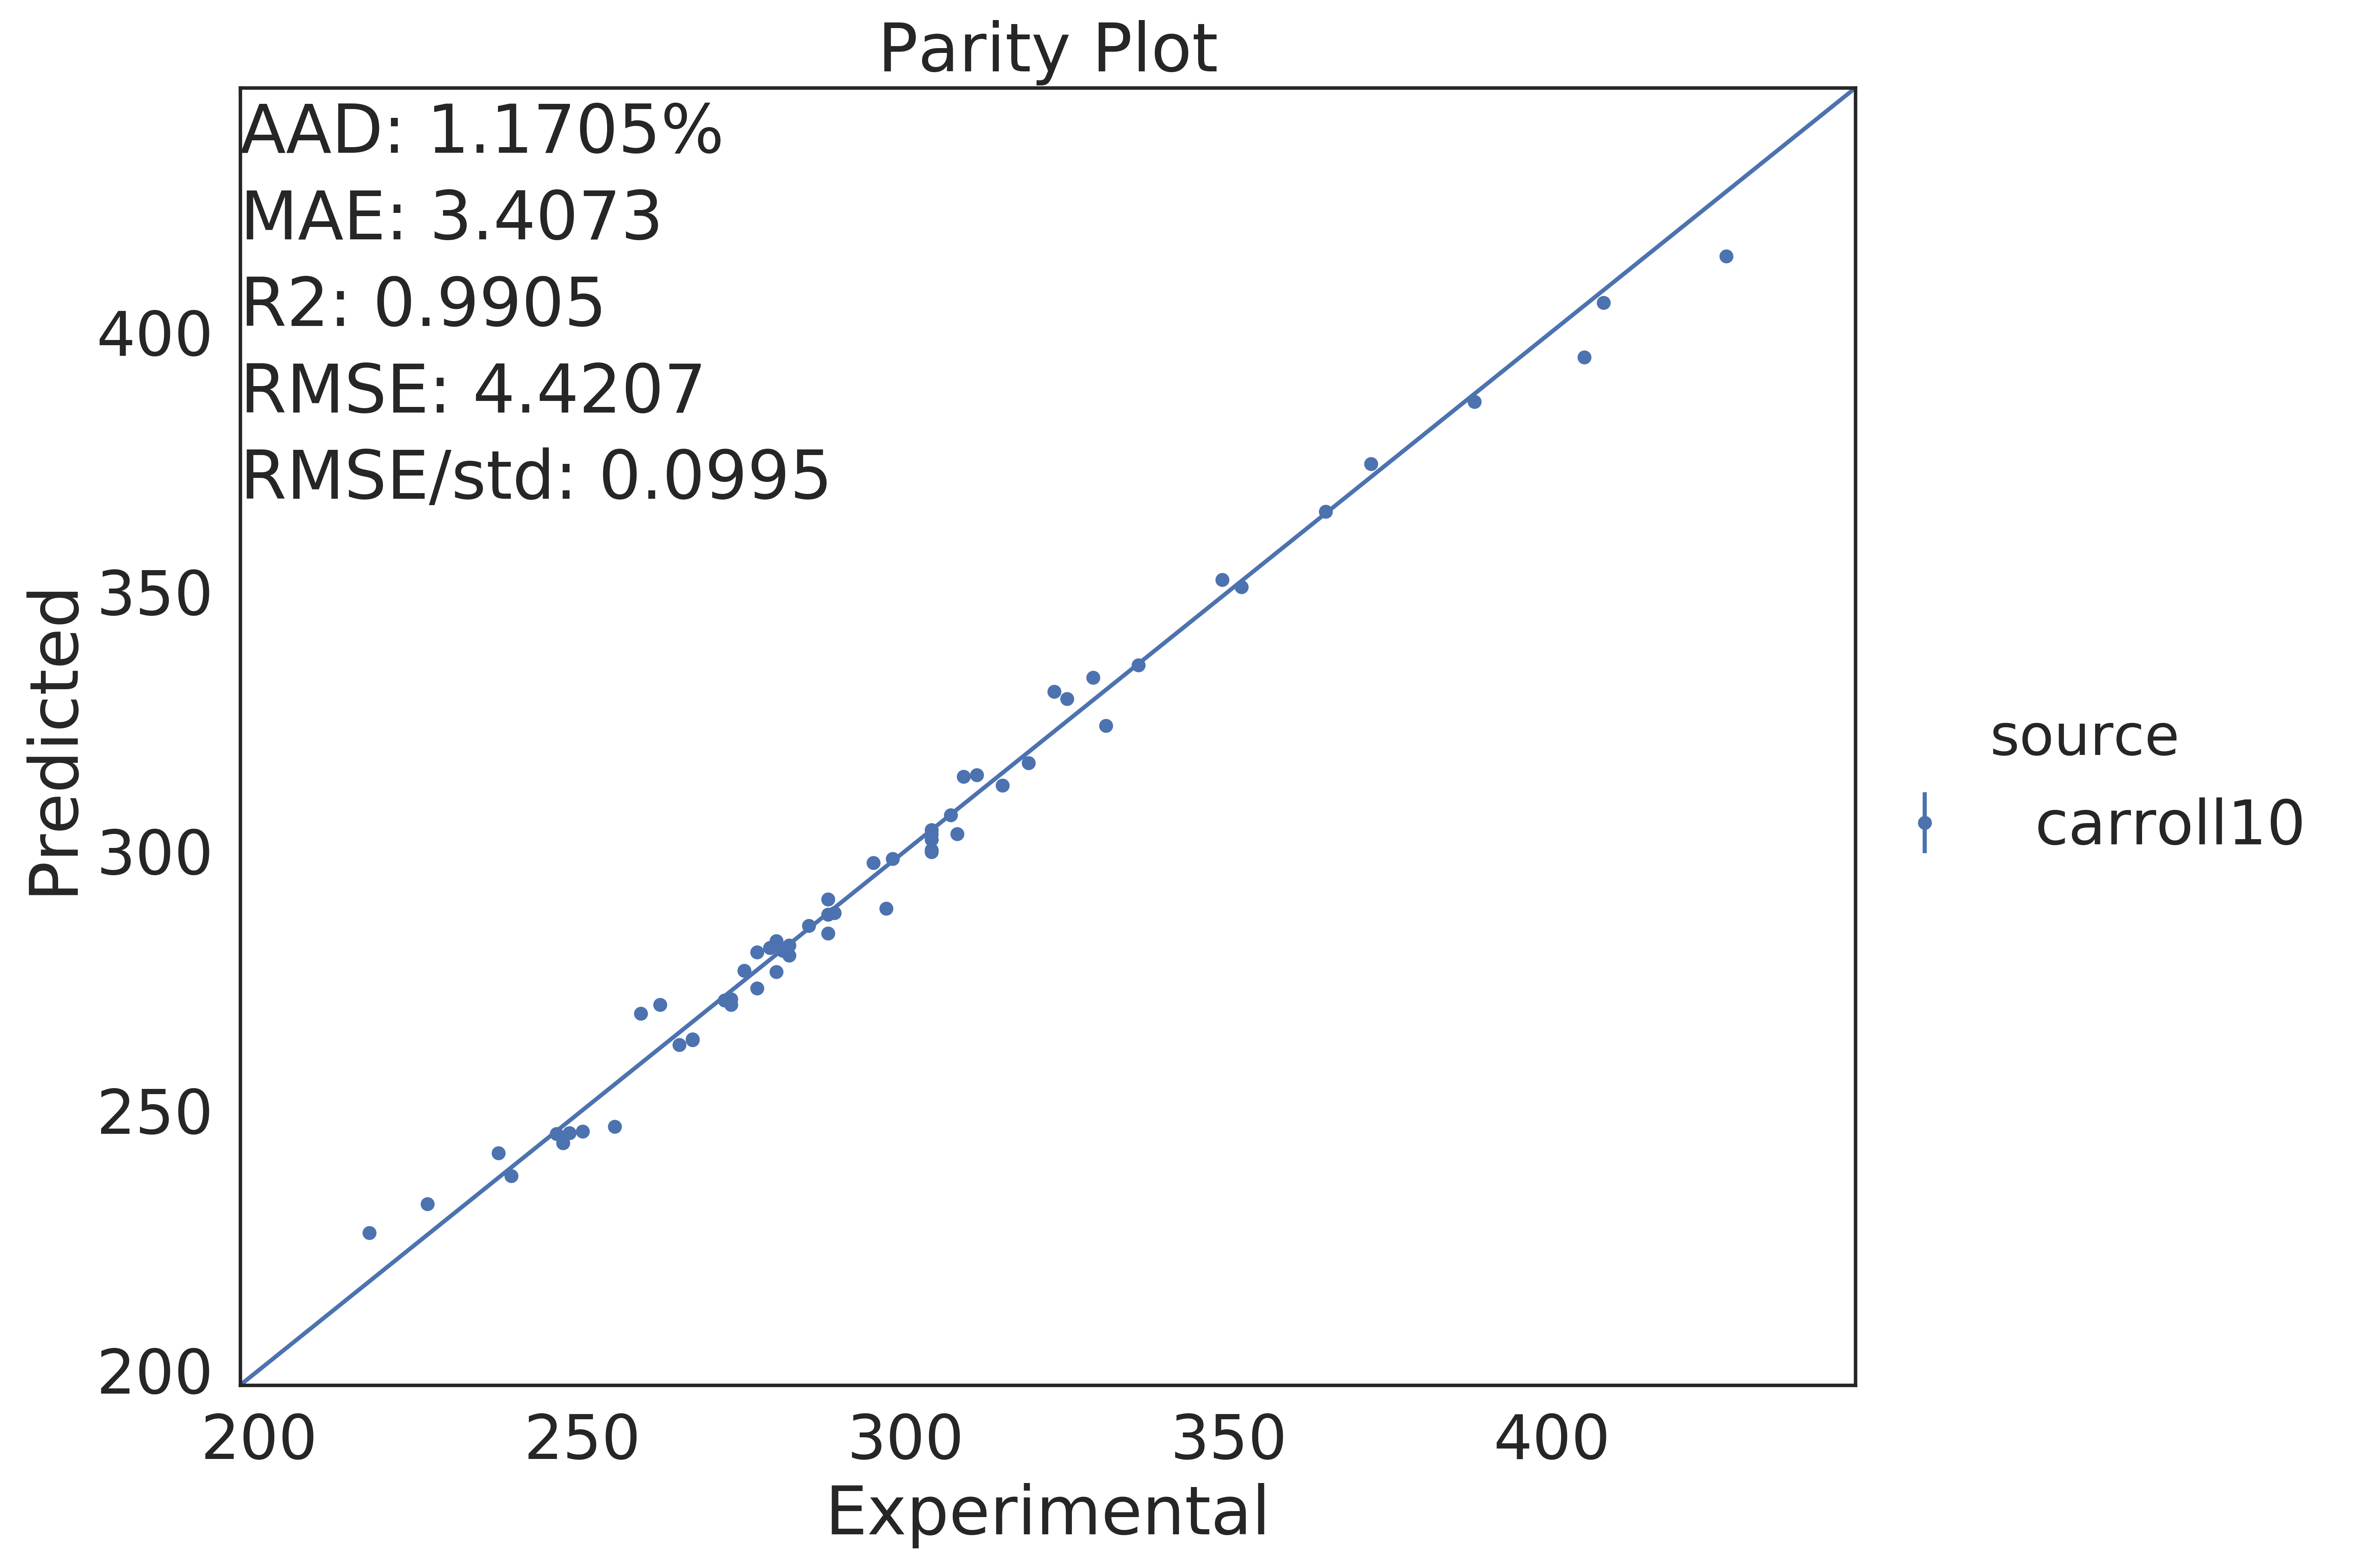 Parity Plot
AAD: 1.1705%
MAE: 3.4073
R2: 0.9905
RMSE: 4.4207
RMSE/std: 0.0995
Predicted
400
350
300
250
200
200 250 300 350 400
Experimental
source
carroll10